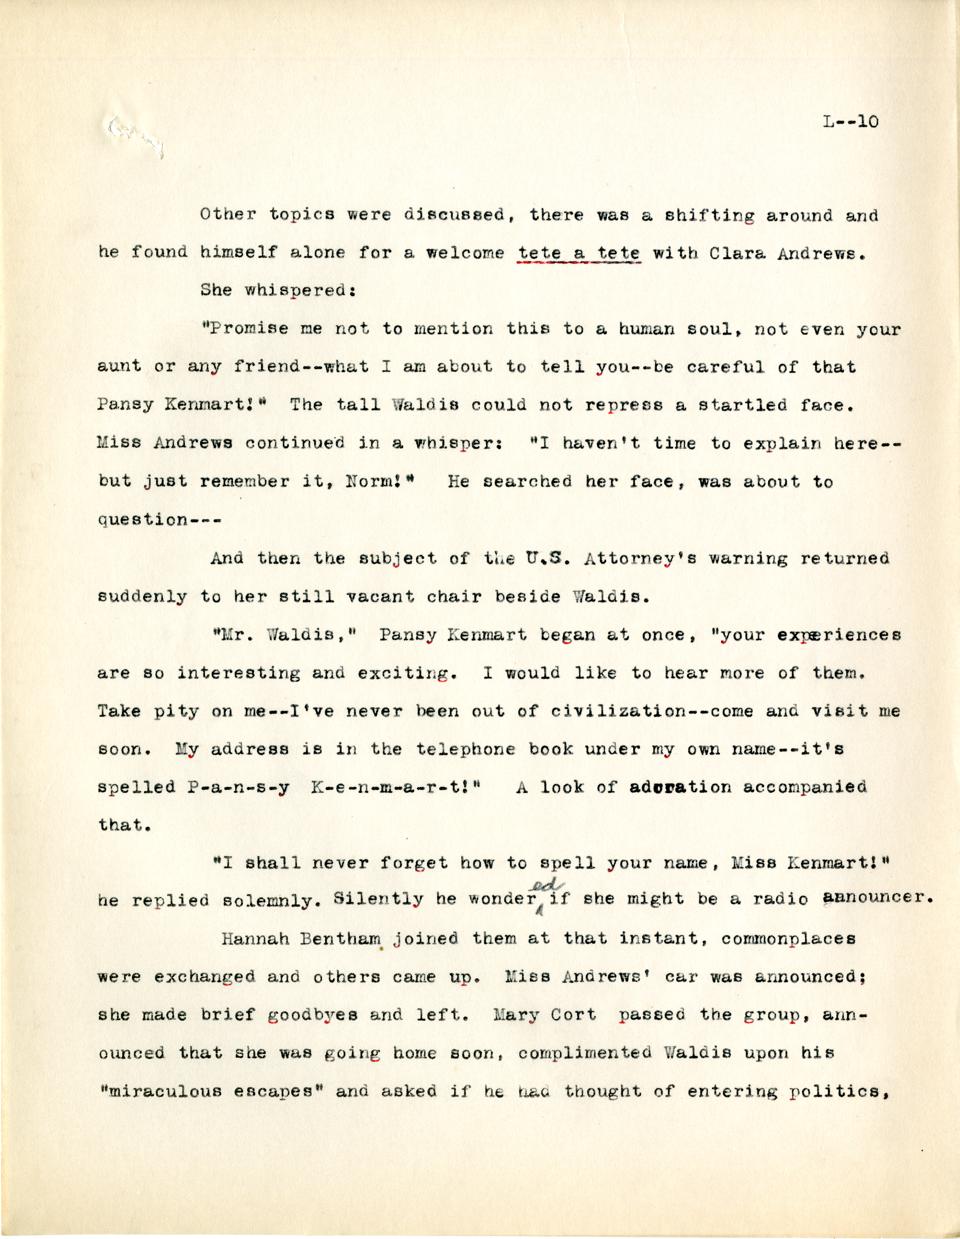 L--10
Other topics were discussed, there was a shifting around and
he found himself alone for a welcome tete a tete with Clara Andrews.
She whispered:
"Promise me not to mention this to a human soul, not even your
aunt or any friend--what I am about to tell you--be careful of that
Pansy Kenmart!" The tall Waldis could not repress a startled face.
Miss Andrews continued in a whisper: "I haven't time to explain here--
but just remember it, Norm!" He searched her face, was about to
question---
And then the subject of the U.S. Attorney's warning returned
suddenly to her still vacant chair beside Waldis.
"Mr. Waldis," Pansy Kenmart began at once, "your experiences
are so interesting and exciting. I would like to hear more of them.
Take pity on me--I've never been out of civilization--come and visit me
soon. My address is in the telephone book under my own name--it's
spelled P-a-n-s-y K-e-n-m-a-r-t!" A look of adoration accompanied
that.
"I shall never forget how to spell your name, Miss Kenmart!"
he replied solemnly. Silently he wondered if she might be a radio announcer.
Hannah Bentham joined them at that instant, commonplaces
were exchanged and others came up. Miss Andrews' car was announced;
she made brief goodbyes and left. Mary Cort passed the group, ann-
ounced that she was going home soon, complimented Waldis upon his
"miraculous escapes" and asked if he had thought of entering politics,